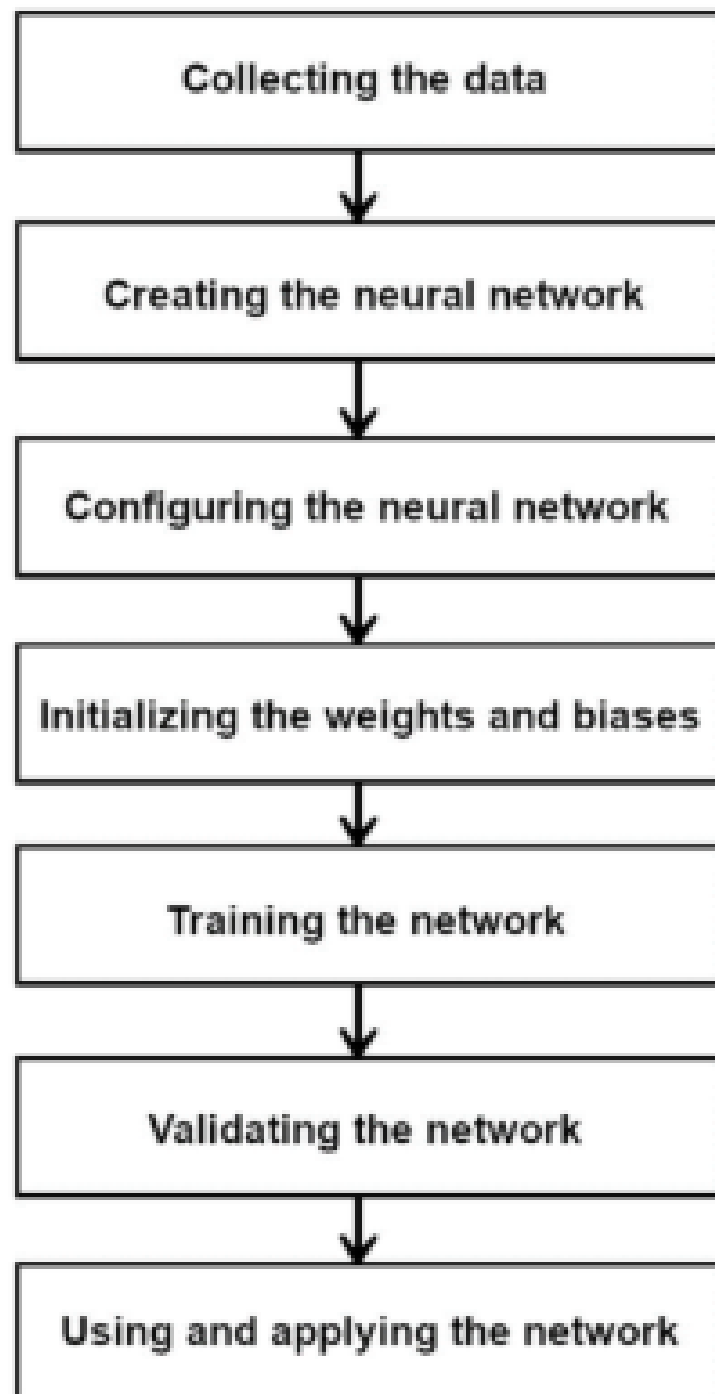 Collecting the data
Creating the neural network
Configuring the neural network
Initializing the weights and biases
Training the network
Validating the network
Using and applying the network